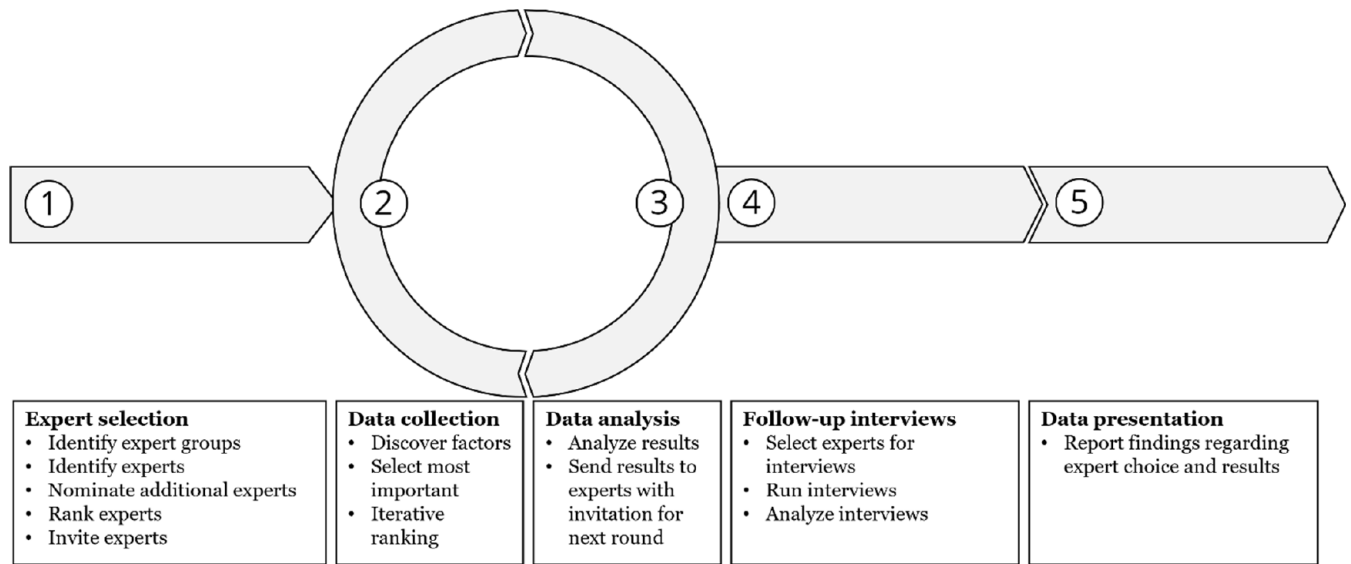 1
2
3
4
5
Expert selection
• Identify expert groups
• Identify experts
• Nominate additional experts
• Rank experts
• Invite experts
Data collection
• Discover factors
• Select most
important
• Iterative
ranking
Data analysis
• Analyze results
• Send results to
experts with
invitation for
next round
Follow-up interviews
• Select experts for
interviews
• Run interviews
• Analyze interviews
Data presentation
• Report findings regarding
expert choice and results